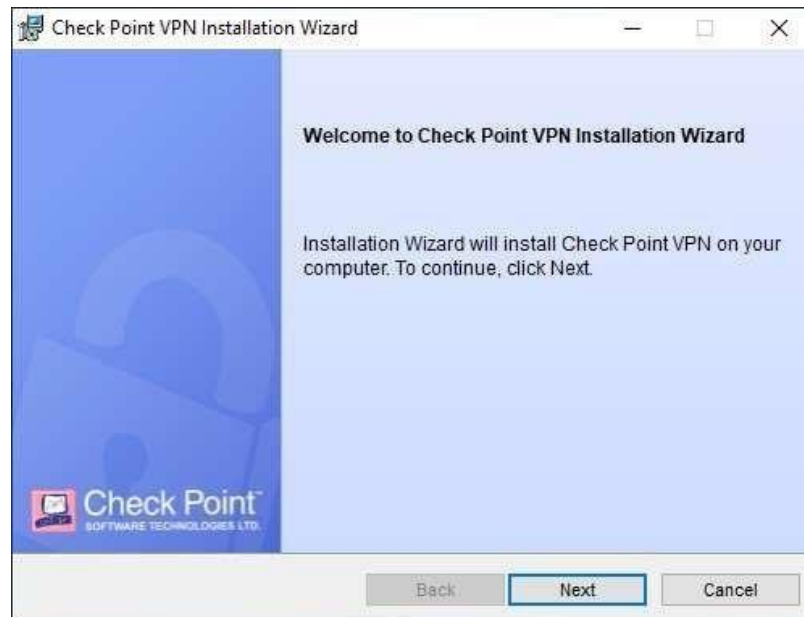 Check Point VPN Installation Wizard
Welcome to Check Point VPN Installation Wizard
Installation Wizard will install Check Point VPN on your
computer. To continue, click Next.
Check Point™
SOFTWARE TECHNOLOGIES LTD.
Back
Next
Cancel